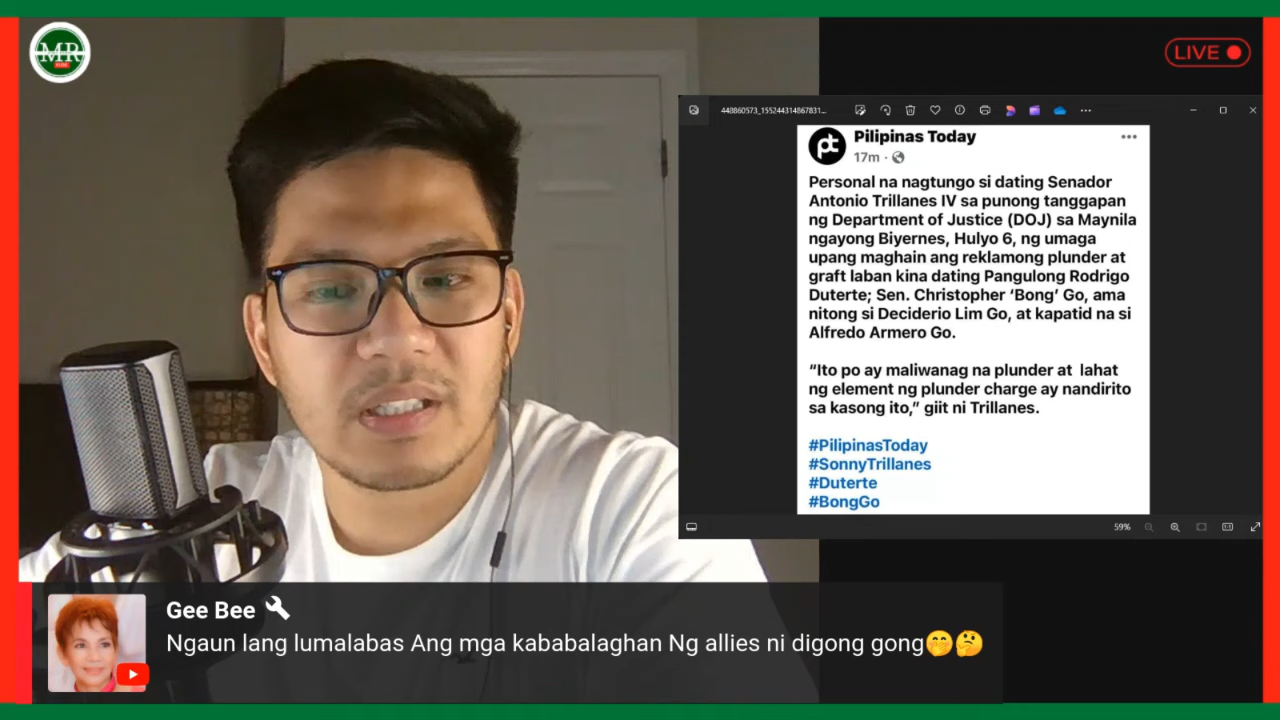 MR
LIVE
448860573_155244314867831...
Pilipinas Today
17m
Personal na nagtungo si dating Senador
Antonio Trillanes IV sa punong tanggapan
ng Department of Justice (DOJ) sa Maynila
ngayong Biyernes, Hulyo 6, ng umaga
upang maghain ang reklamong plunder at
graft laban kina dating Pangulong Rodrigo
Duterte; Sen. Christopher ‘Bong’ Go, ama
nitong si Deciderio Lim Go, at kapatid na si
Alfredo Armero Go.
“Ito po ay maliwanag na plunder at lahat
ng element ng plunder charge ay nandirito
sa kasong ito,” giit ni Trillanes.
#PilipinasToday
#SonnyTrillanes
#Duterte
#BongGo
59%
Gee Bee
Ngaun lang lumalabas Ang mga kababalaghan Ng allies ni digong gong🤭🤔